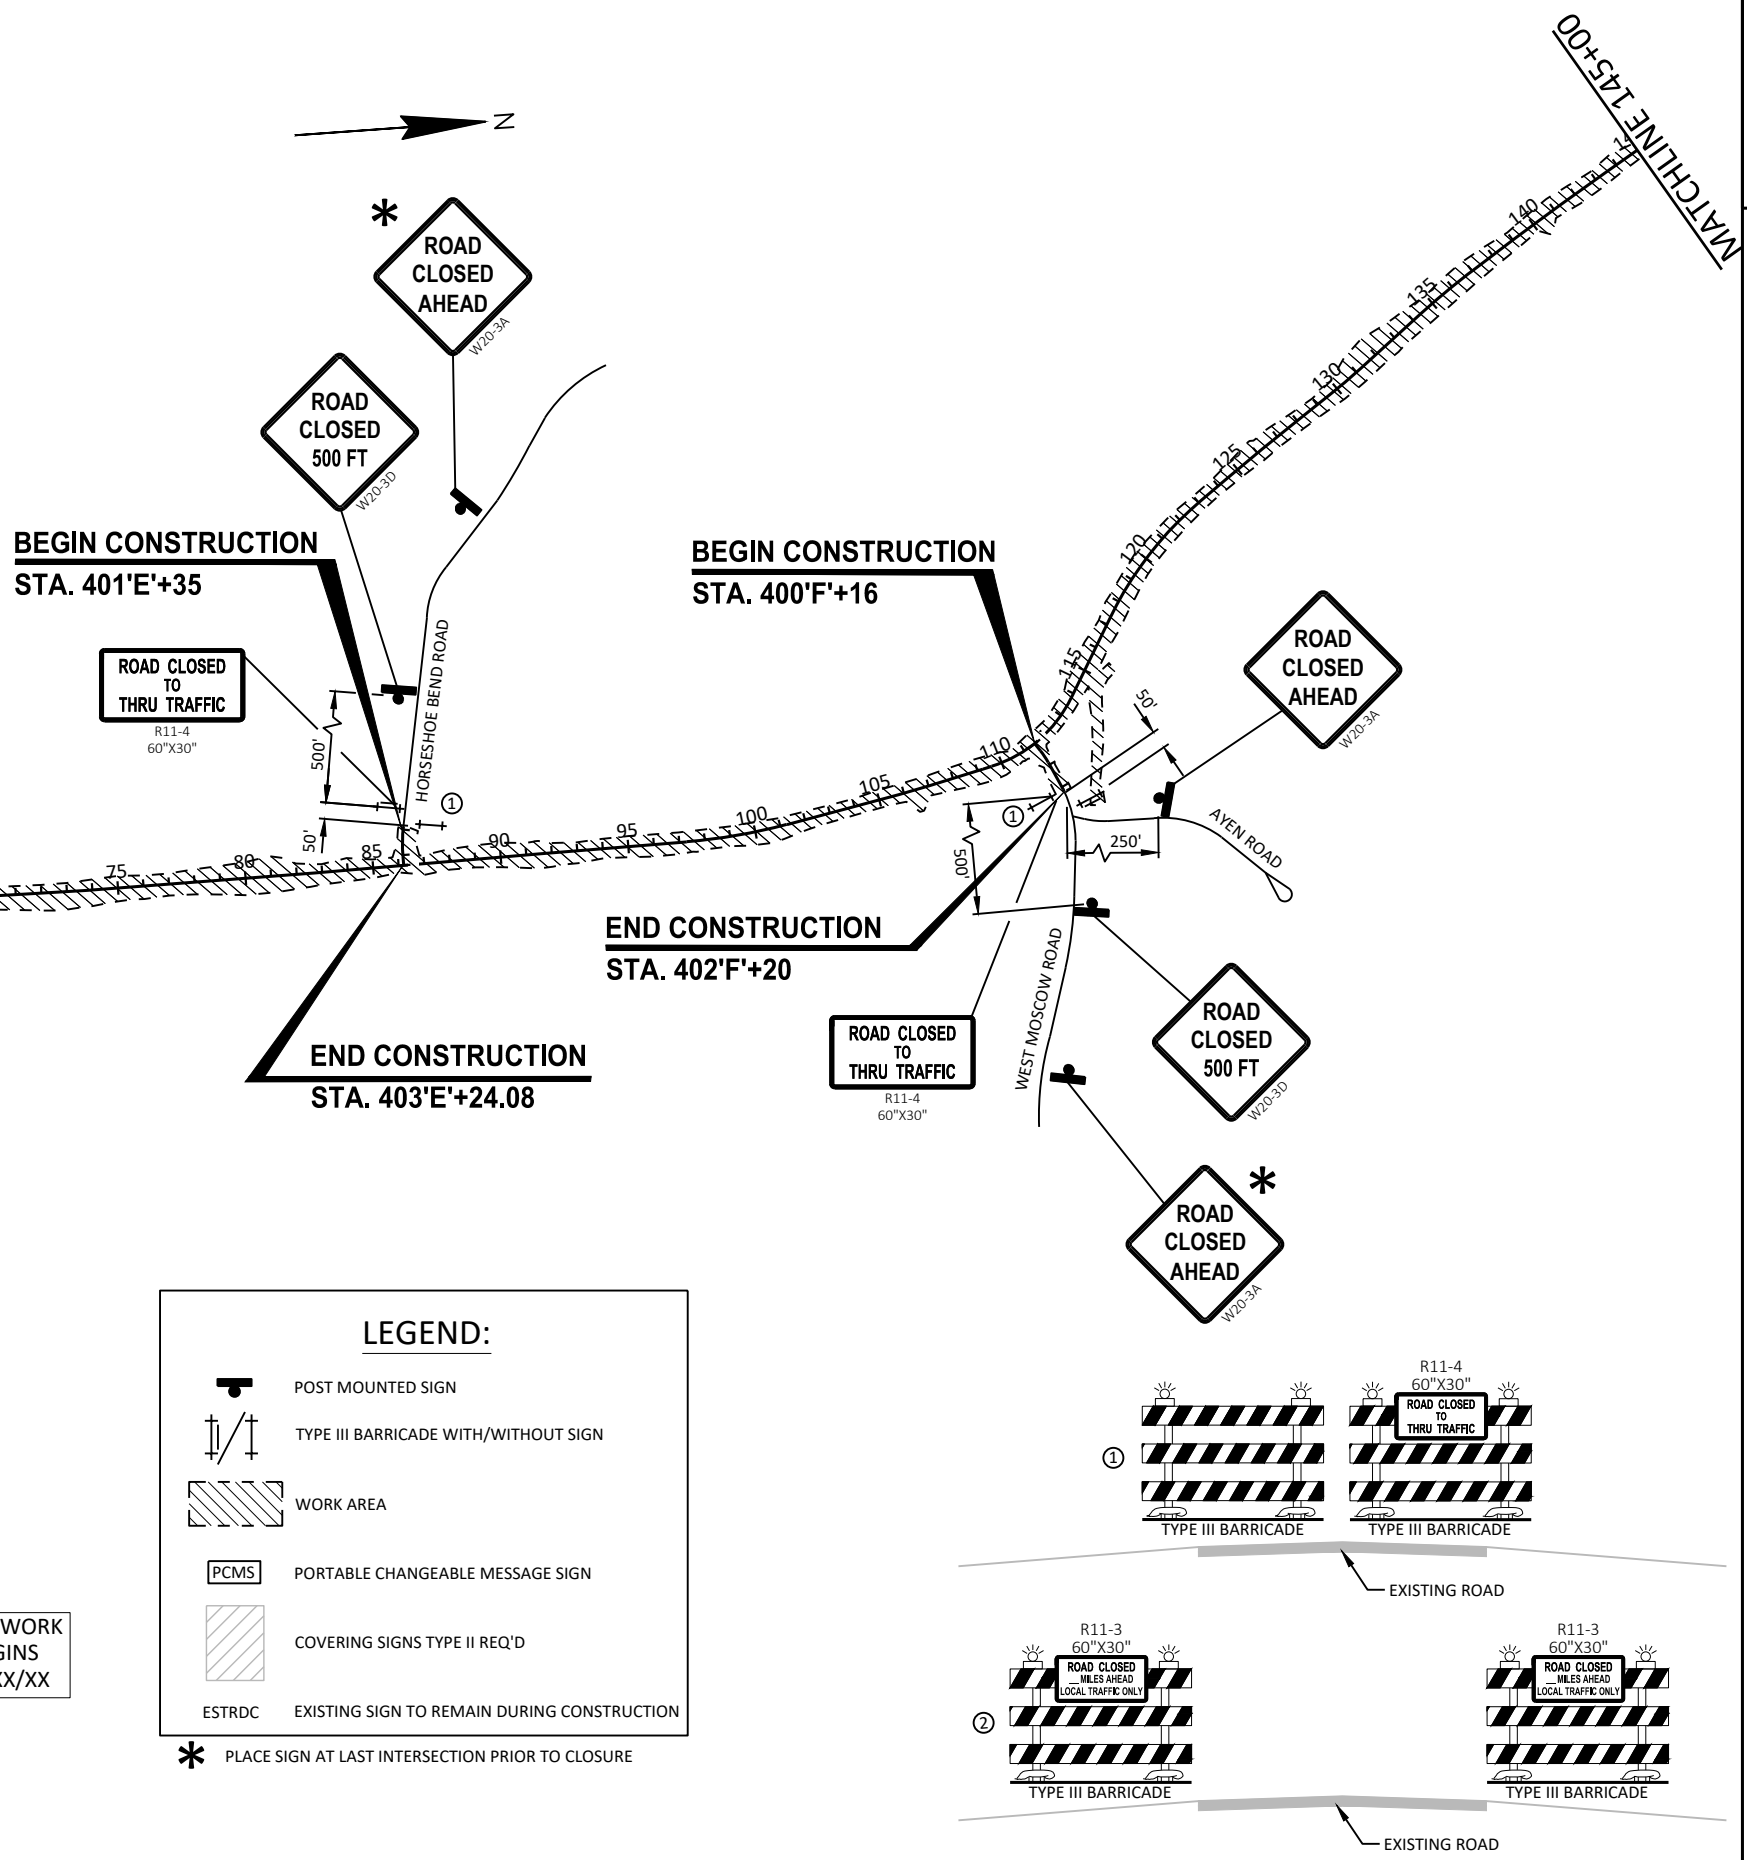 MATCHLINE 145+00
N
*
ROAD
CLOSED
AHEAD
W20-3A
ROAD
CLOSED
500 FT
W20-3D
BEGIN CONSTRUCTION
STA. 401'E'+35
ROAD CLOSED
TO
THRU TRAFFIC
R11-4
60"X30"
500'
50'
HORSESHOE BEND ROAD
1
75
80
85
90
95
100
105
110
115
120
125
130
135
140
BEGIN CONSTRUCTION
STA. 400'F'+16
50'
ROAD
CLOSED
AHEAD
W20-3A
AYEN ROAD
250'
1
500'
END CONSTRUCTION
STA. 402'F'+20
WEST MOSCOW ROAD
ROAD CLOSED
TO
THRU TRAFFIC
R11-4
60"X30"
ROAD
CLOSED
500 FT
W20-3D
END CONSTRUCTION
STA. 403'E'+24.08
*
ROAD
CLOSED
AHEAD
W20-3A
LEGEND:
POST MOUNTED SIGN
TYPE III BARRICADE WITH/WITHOUT SIGN
WORK AREA
PCMS PORTABLE CHANGEABLE MESSAGE SIGN
COVERING SIGNS TYPE II REQ'D
ESTRDC EXISTING SIGN TO REMAIN DURING CONSTRUCTION
* PLACE SIGN AT LAST INTERSECTION PRIOR TO CLOSURE
WORK
GINS
XX/XX
R11-4
60"X30"
ROAD CLOSED
TO
THRU TRAFFIC
1
TYPE III BARRICADE
TYPE III BARRICADE
EXISTING ROAD
R11-3
60"X30"
ROAD CLOSED
__MILES AHEAD
LOCAL TRAFFIC ONLY
R11-3
60"X30"
ROAD CLOSED
__MILES AHEAD
LOCAL TRAFFIC ONLY
2
TYPE III BARRICADE
TYPE III BARRICADE
EXISTING ROAD